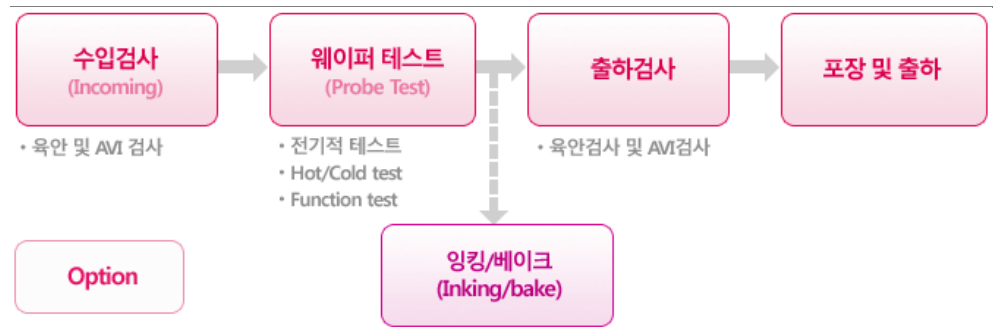 수입검사
(Incoming)
• 육안 및 AVI 검사
웨이퍼 테스트
(Probe Test)
• 전기적 테스트
• Hot/Cold test
• Function test
출하검사
• 육안검사 및 AVI검사
포장 및 출하
잉킹/베이크
(Inking/bake)
Option